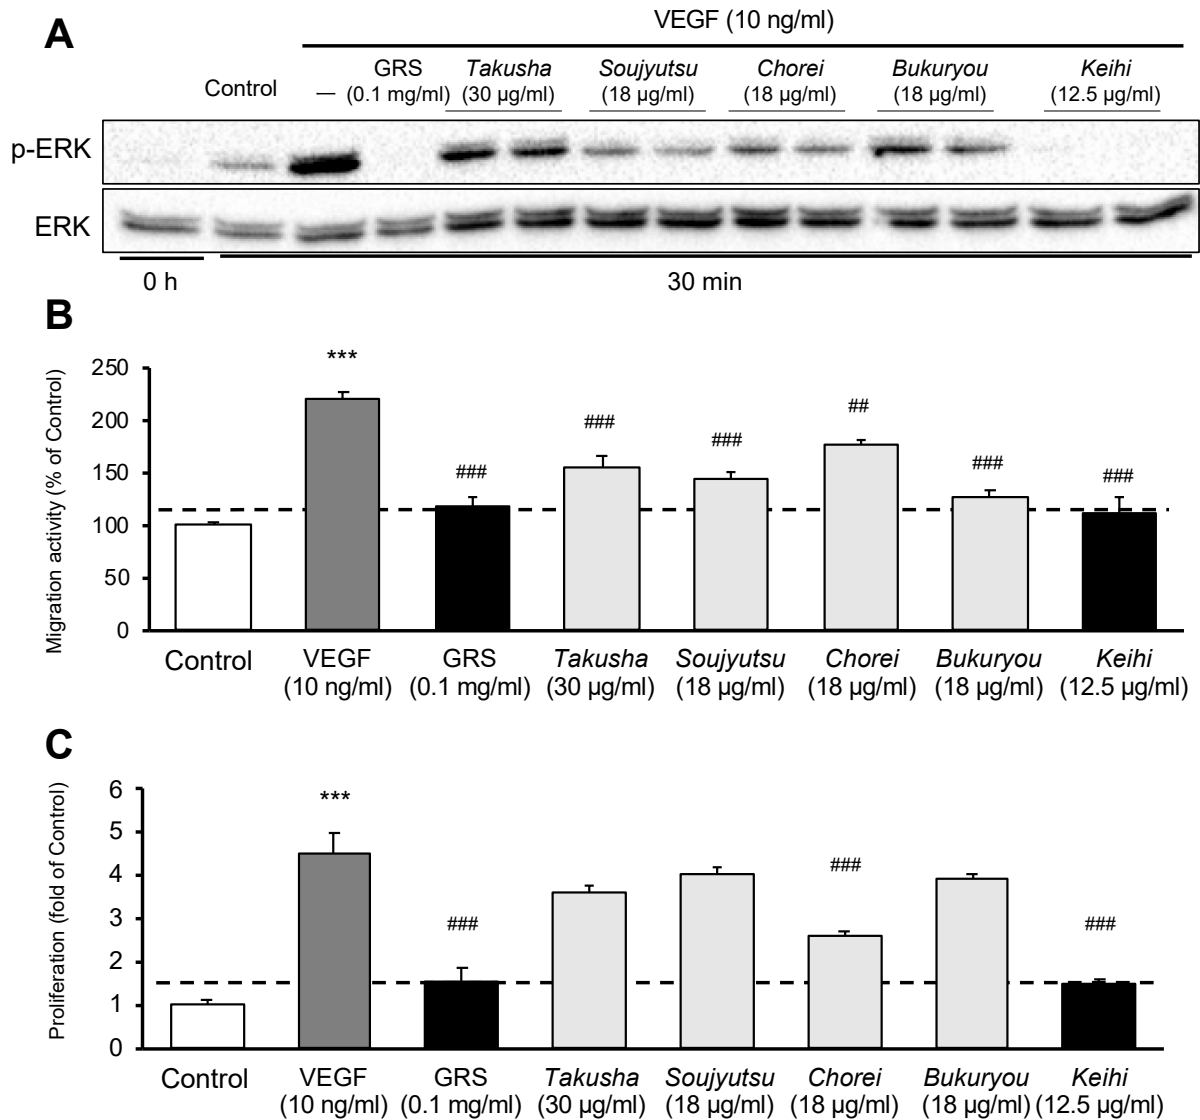 A
VEGF (10 ng/ml)
Control
—
GRS
(0.1 mg/ml)
Takusha
(30 µg/ml)
Soujyutsu
(18 µg/ml)
Chorei
(18 µg/ml)
Bukuryou
(18 µg/ml)
Keihi
(12.5 µg/ml)
p-ERK
ERK
0 h
30 min
B
Migration activity (% of Control)
250
200
150
100
50
0
***
###
###
###
##
###
###
Control
VEGF
(10 ng/ml)
GRS
(0.1 mg/ml)
Takusha
(30 µg/ml)
Soujyutsu
(18 µg/ml)
Chorei
(18 µg/ml)
Bukuryou
(18 µg/ml)
Keihi
(12.5 µg/ml)
C
Proliferation (fold of Control)
6
5
4
3
2
1
0
***
###
###
###
Control
VEGF
(10 ng/ml)
GRS
(0.1 mg/ml)
Takusha
(30 µg/ml)
Soujyutsu
(18 µg/ml)
Chorei
(18 µg/ml)
Bukuryou
(18 µg/ml)
Keihi
(12.5 µg/ml)